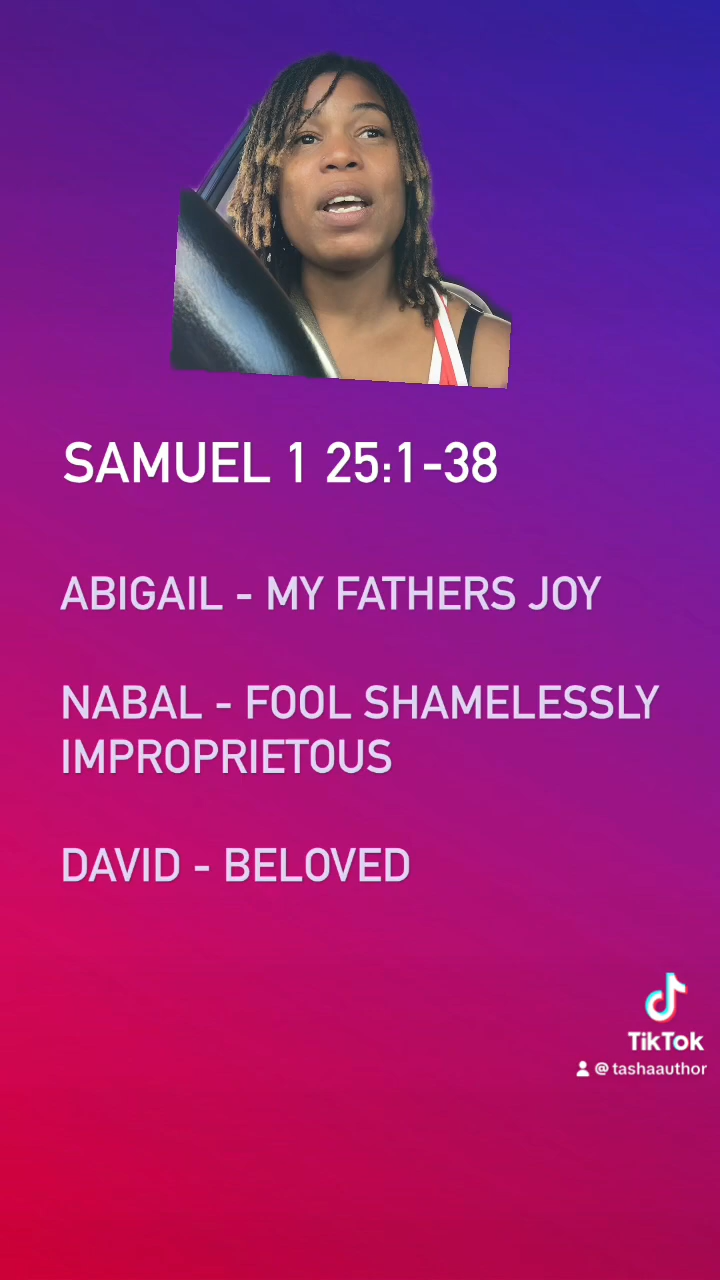 SAMUEL 1 25:1-38
ABIGAIL - MY FATHERS JOY
NABAL - FOOL SHAMELESSLY
IMPROPRIETOUS
DAVID - BELOVED
TikTok
@tashaauthor